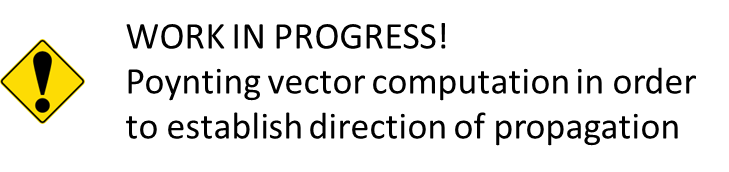 WORK IN PROGRESS!
Poynting vector computation in order
to establish direction of propagation